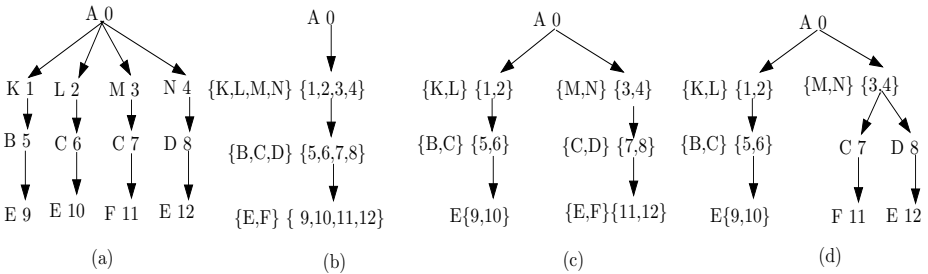 A 0
K 1 L 2 M 3 N 4
B 5 C 6 C 7 D 8
E 9 E 10 F 11 E 12
(a)
A 0
{K,L,M,N} {1,2,3,4}
{B,C,D} {5,6,7,8}
{E,F} { 9,10,11,12}
(b)
A 0
{K,L} {1,2} {M,N} {3,4}
{B,C} {5,6} {C,D} {7,8}
E{9,10} {E,F}{11,12}
(c)
A 0
{K,L} {1,2} {M,N} {3,4}
{B,C} {5,6} C 7 D 8
E{9,10} F 11 E 12
(d)